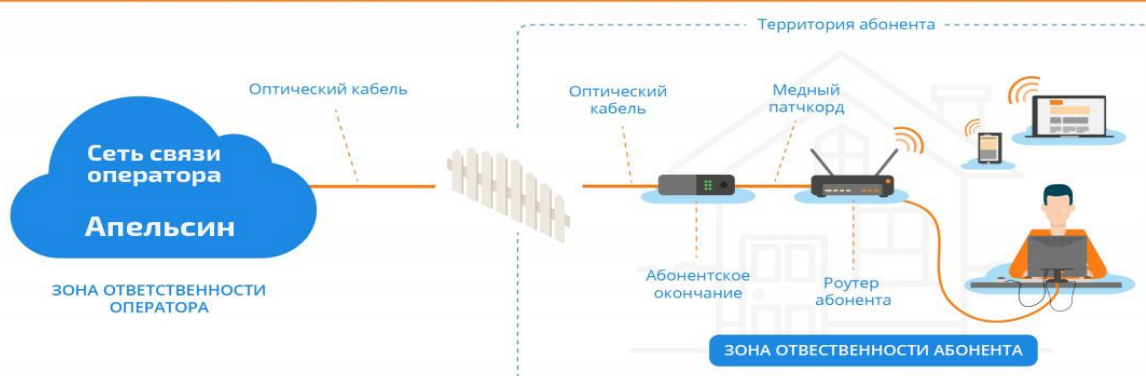 Территория абонента
Оптический кабель
Оптический
кабель
Медный
патчкорд
Сеть связи
оператора
Апельсин
Абонентское
окончание
Роутер
абонента
ЗОНА ОТВЕТСТВЕННОСТИ
ОПЕРАТОРА
ЗОНА ОТВЕСТВЕННОСТИ АБОНЕНТА